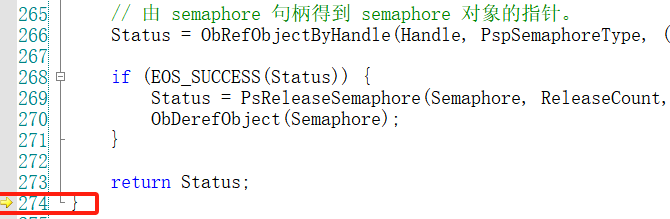 265 // 由 semaphore 句柄得到 semaphore 对象的指针。
266 Status = ObRefObjectByHandle(Handle, PspSemaphoreType, (
267
268 if (EOS_SUCCESS(Status)) {
269 Status = PsReleaseSemaphore(Semaphore, ReleaseCount,
270 ObDerefObject(Semaphore);
271 }
272
273 return Status;
274 }